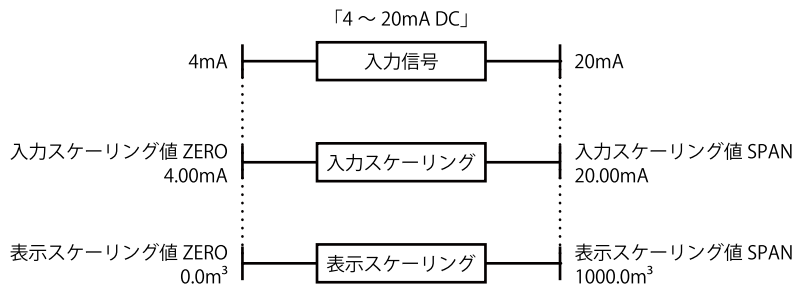 「4 ～ 20mA DC」
4mA 入力信号 20mA
入力スケーリング値 ZERO
4.00mA
入力スケーリング
入力スケーリング値 SPAN
20.00mA
表示スケーリング値 ZERO
0.0m³
表示スケーリング
表示スケーリング値 SPAN
1000.0m³